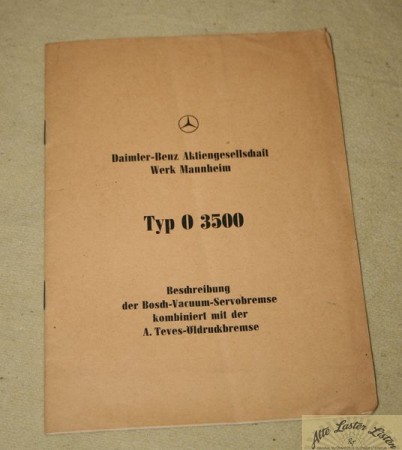 Daimler-Benz Aktiengesellschaft
Werk Mannheim
Typ O 3500
Beschreibung
der Bosch-Vacuum-Servobremse
kombiniert mit der
A. Teves-Öldruckbremse
Alte Laster Listen